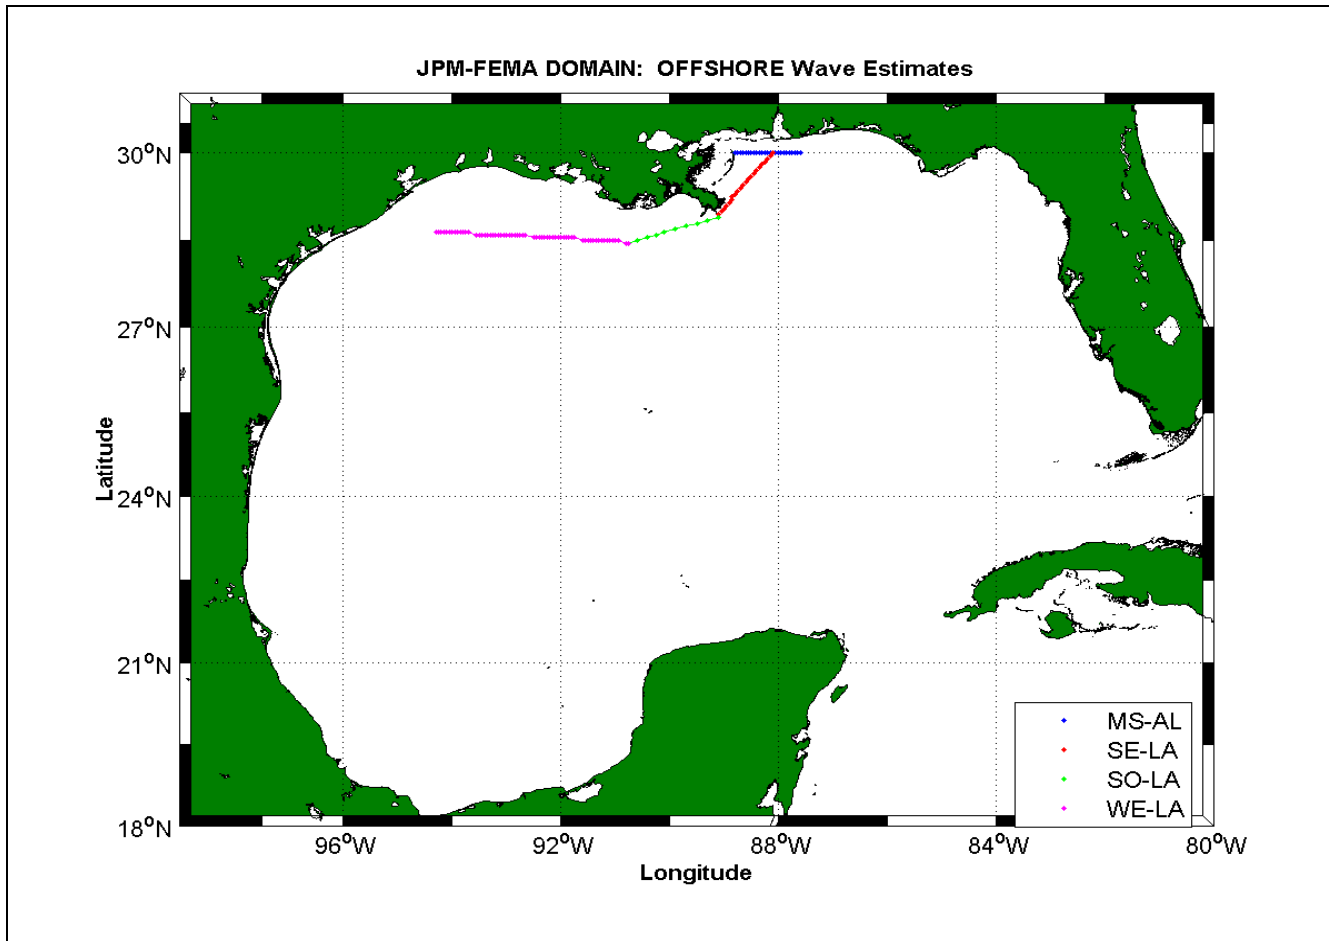 JPM-FEMA DOMAIN: OFFSHORE Wave Estimates
30°N
27°N
24°N
21°N
18°N
Latitude
96°W 92°W 88°W 84°W 80°W
Longitude
MS-AL
SE-LA
SO-LA
WE-LA